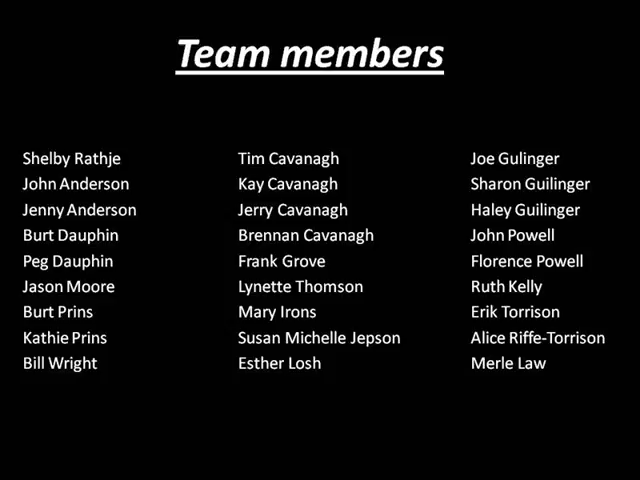 Team members
Shelby Rathje
John Anderson
Jenny Anderson
Burt Dauphin
Peg Dauphin
Jason Moore
Burt Prins
Kathie Prins
Bill Wright
Tim Cavanagh
Kay Cavanagh
Jerry Cavanagh
Brennan Cavanagh
Frank Grove
Lynette Thomson
Mary Irons
Susan Michelle Jepson
Esther Losh
Joe Gulinger
Sharon Guilinger
Haley Guilinger
John Powell
Florence Powell
Ruth Kelly
Erik Torrison
Alice Riffe-Torrison
Merle Law